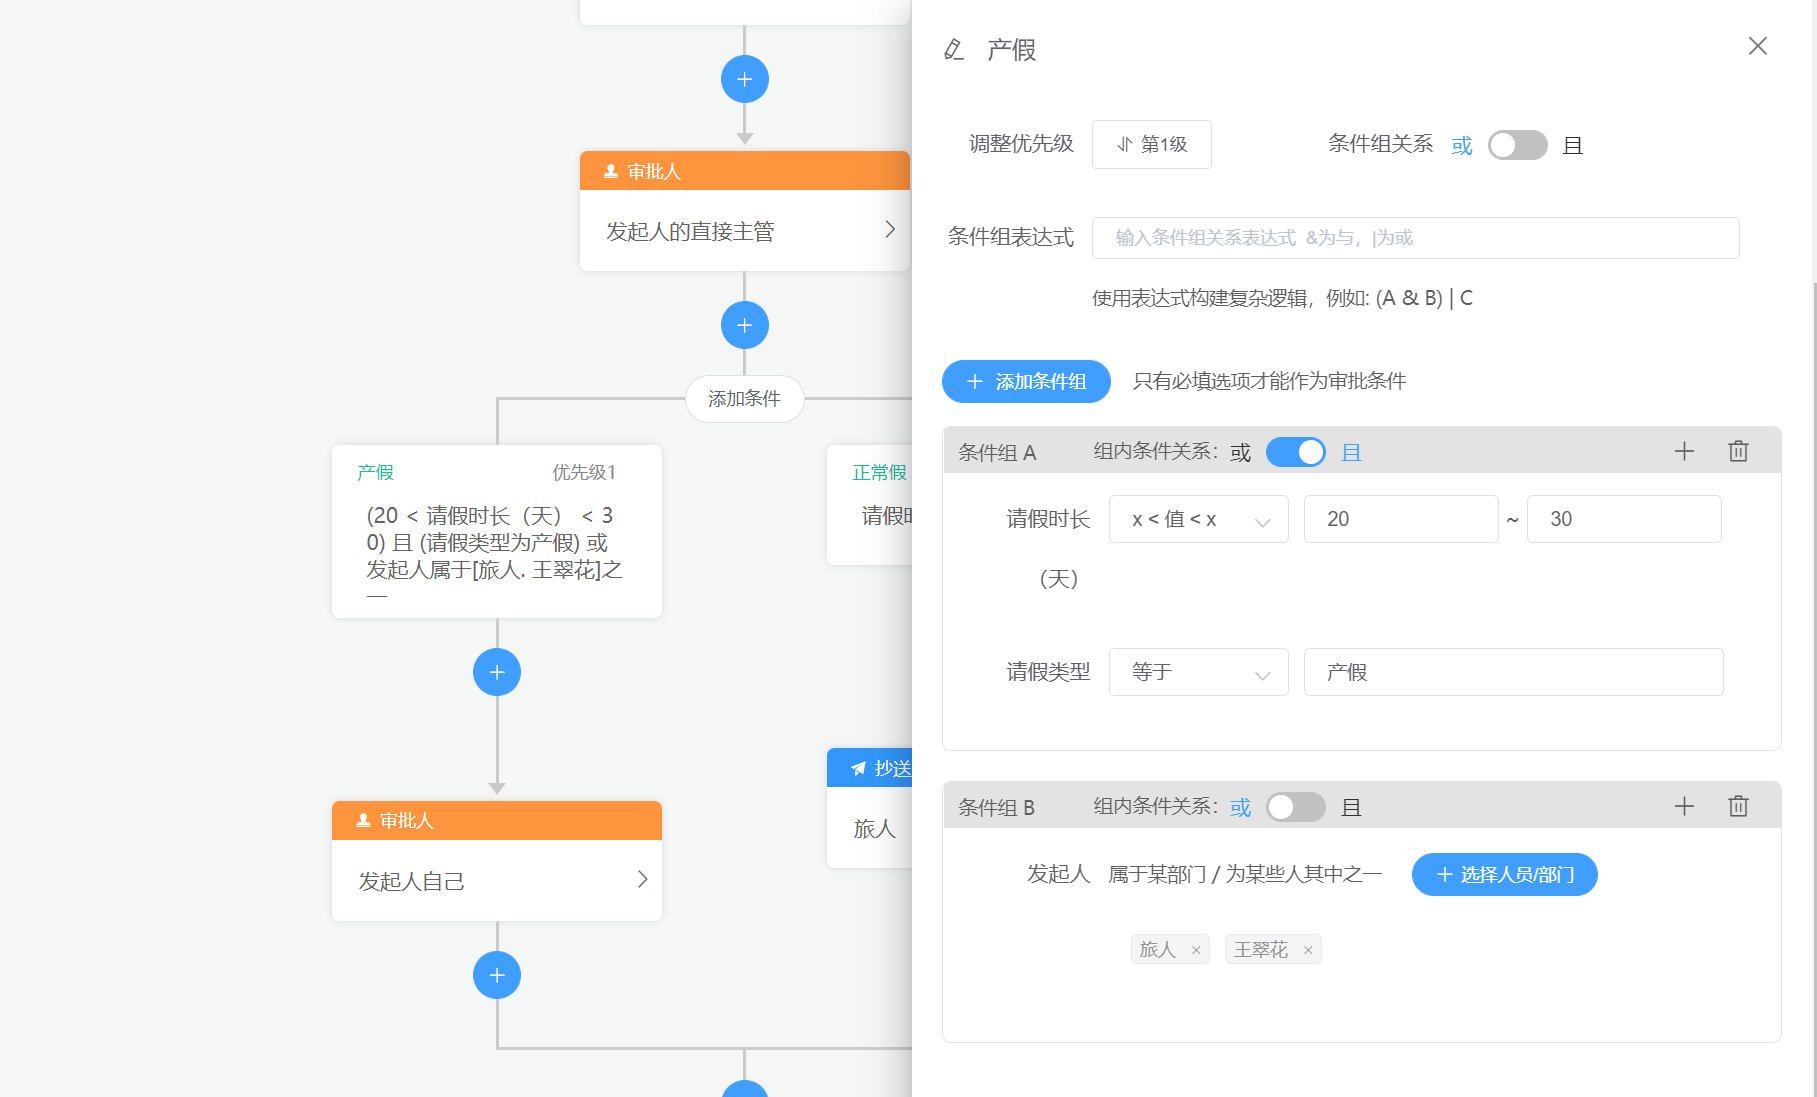 审批人
发起人的直接主管
添加条件
产假 优先级1
(20 < 请假时长（天） < 3
0) 且 (请假类型为产假) 或
发起人属于[旅人. 王翠花]之
一
正常假
请假时
审批人
发起人自己
抄送
旅人
产假
调整优先级 第1级 条件组关系 或 且
条件组表达式 输入条件组关系表达式 &为与，|为或
使用表达式构建复杂逻辑，例如: (A & B) | C
添加条件组 只有必填选项才能作为审批条件
条件组 A 组内条件关系：或 且
请假时长 x < 值 < x 20 ~ 30
（天）
请假类型 等于 产假
条件组 B 组内条件关系：或 且
发起人 属于某部门 / 为某些人其中之一 选择人员/部门
旅人 × 王翠花 ×